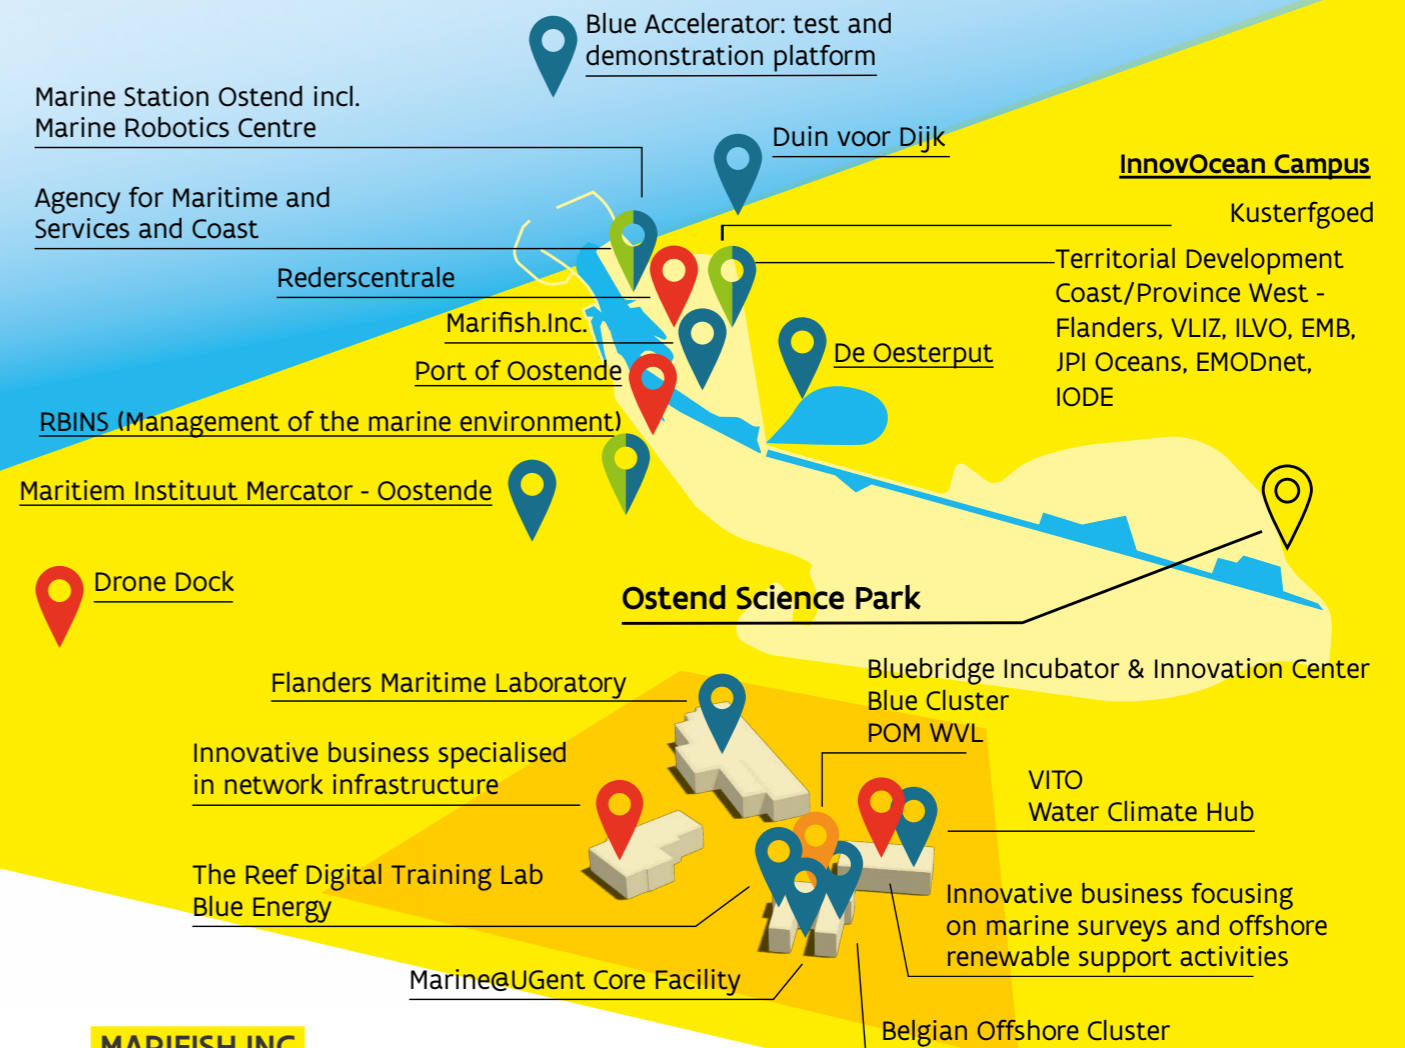 Blue Accelerator: test and
demonstration platform
Marine Station Ostend incl.
Marine Robotics Centre
Duin voor Dijk
InnovOcean Campus
Agency for Maritime and
Services and Coast
Kusterfgoed
Rederscentrale
Territorial Development
Coast/Province West -
Flanders, VLIZ, ILVO, EMB,
JPI Oceans, EMODnet,
IODE
Marifish.Inc.
De Oesterput
Port of Oostende
RBINS (Management of the marine environment)
Maritiem Instituut Mercator - Oostende
Drone Dock
Ostend Science Park
Flanders Maritime Laboratory
Bluebridge Incubator & Innovation Center
Blue Cluster
POM WVL
Innovative business specialised
in network infrastructure
VITO
Water Climate Hub
The Reef Digital Training Lab
Blue Energy
Innovative business focusing
on marine surveys and offshore
renewable support activities
Marine@UGent Core Facility
Belgian Offshore Cluster
MARIFISH INC